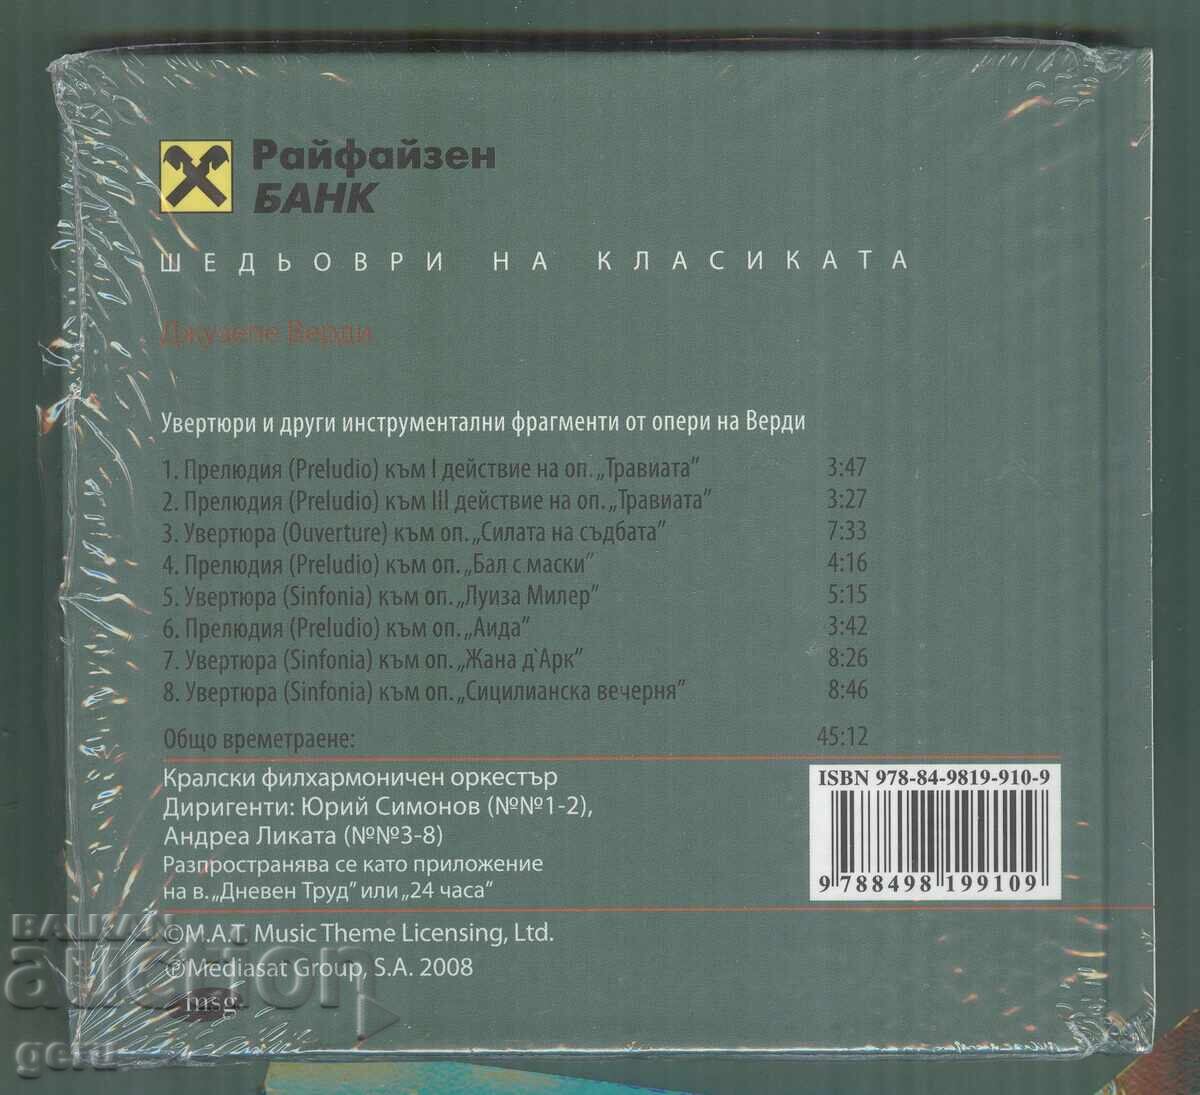 Райфайзен
БАНК
ШЕДЬОВРИ НА КЛАСИКАТА
Джузепе Верди
Увертюри и други инструментални фрагменти от опери на Верди
1. Прелюдия (Preludio) към I действие на оп. „Травиата” 3:47
2. Прелюдия (Preludio) към III действие на оп. „Травиата” 3:27
3. Увертюра (Ouverture) към оп. „Силата на съдбата” 7:33
4. Прелюдия (Preludio) към оп. „Бал с маски” 4:16
5. Увертюра (Sinfonia) към оп. „Луиза Милер” 5:15
6. Прелюдия (Preludio) към оп. „Аида” 3:42
7. Увертюра (Sinfonia) към оп. „Жана д`Арк” 8:26
8. Увертюра (Sinfonia) към оп. „Сицилианска вечерня” 8:46
Общо времетраене: 45:12
Кралски филхармоничен оркестър
Диригенти: Юрий Симонов (№№1-2),
Андреа Ликата (№№3-8)
Разпространява се като приложение
на в. „Дневен Труд” или „24 часа”
ISBN 978-84-9819-910-9
9 788498 199109
©M.A.T. Music Theme Licensing, Ltd.
℗Mediasat Group, S.A. 2008
msg
BALKAN
auction
geru